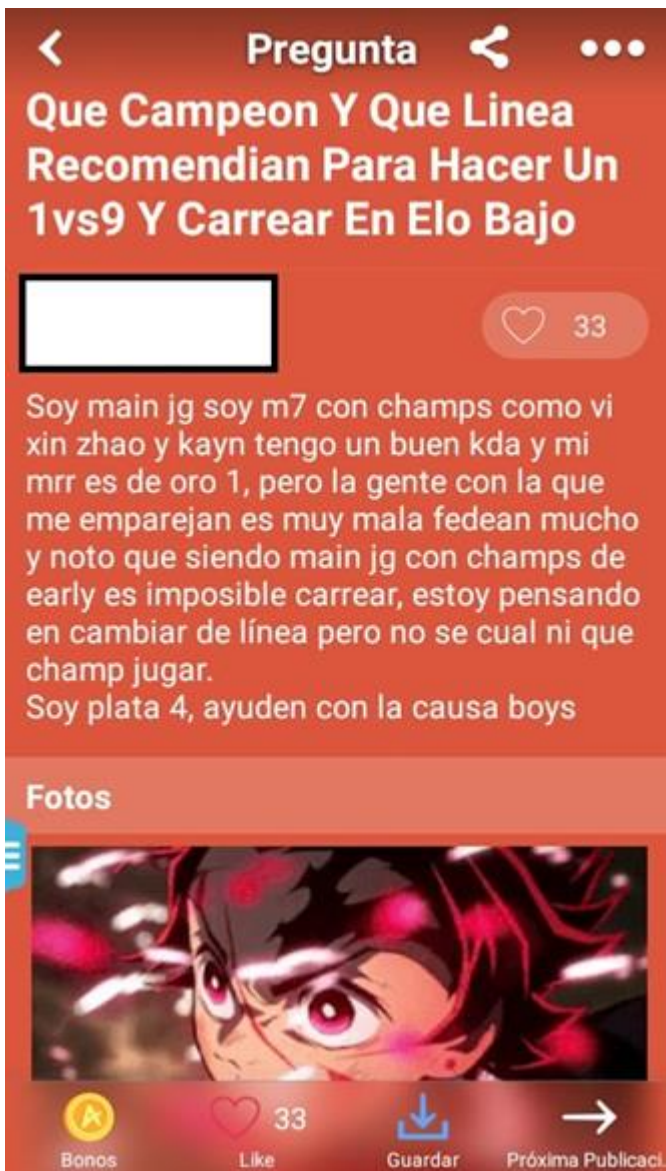 Pregunta
Que Campeon Y Que Linea
Recomendian Para Hacer Un
1vs9 Y Carrear En Elo Bajo
33
Soy main jg soy m7 con champs como vi
xin zhao y kayn tengo un buen kda y mi
mrr es de oro 1, pero la gente con la que
me emparejan es muy mala fedean mucho
y noto que siendo main jg con champs de
early es imposible carrear, estoy pensando
en cambiar de línea pero no se cual ni que
champ jugar.
Soy plata 4, ayuden con la causa boys
Fotos
33
Bonos Like Guardar Próxima Publicaci